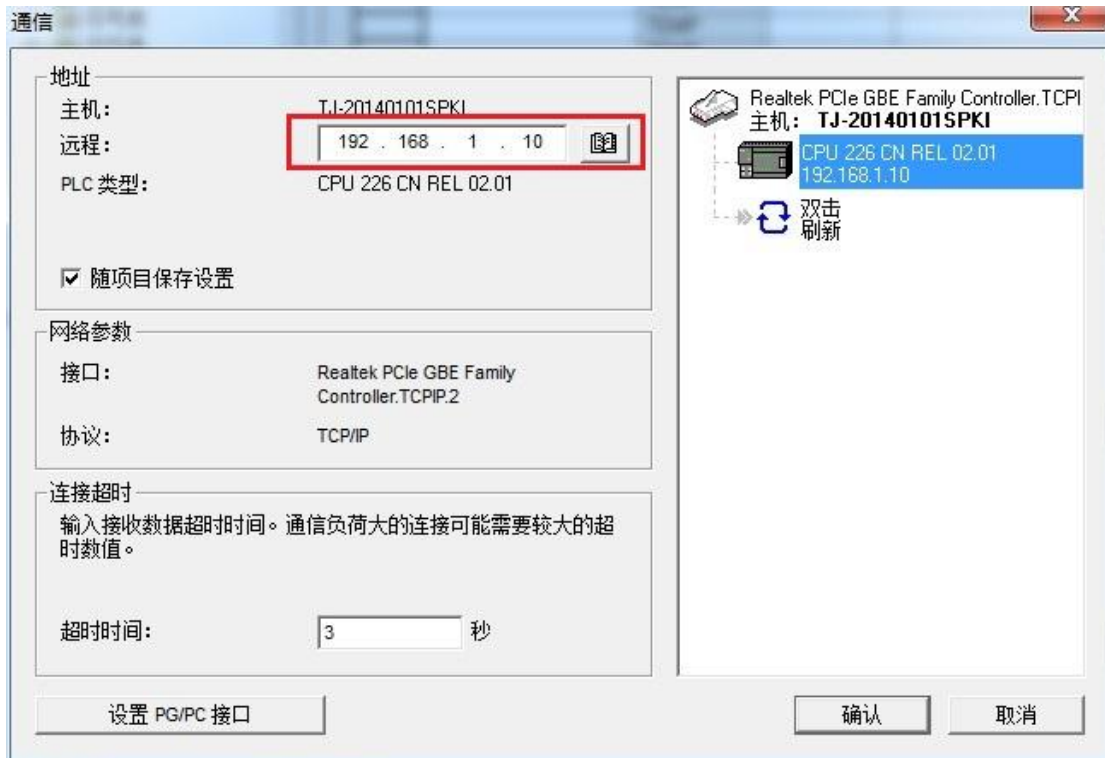 通信
地址
主机：
TJ-20140101SPKI
远程：
192 . 168 . 1 . 10
PLC 类型：
CPU 226 CN REL 02.01
随项目保存设置
网络参数
接口：
Realtek PCIe GBE Family
Controller.TCPIP.2
协议：
TCP/IP
连接超时
输入接收数据超时时间。通信负荷大的连接可能需要较大的超
时数值。
超时时间：
3
秒
设置 PG/PC 接口
Realtek PCIe GBE Family Controller.TCPI
主机： TJ-20140101SPKI
CPU 226 CN REL 02.01
192.168.1.10
双击
刷新
确认
取消